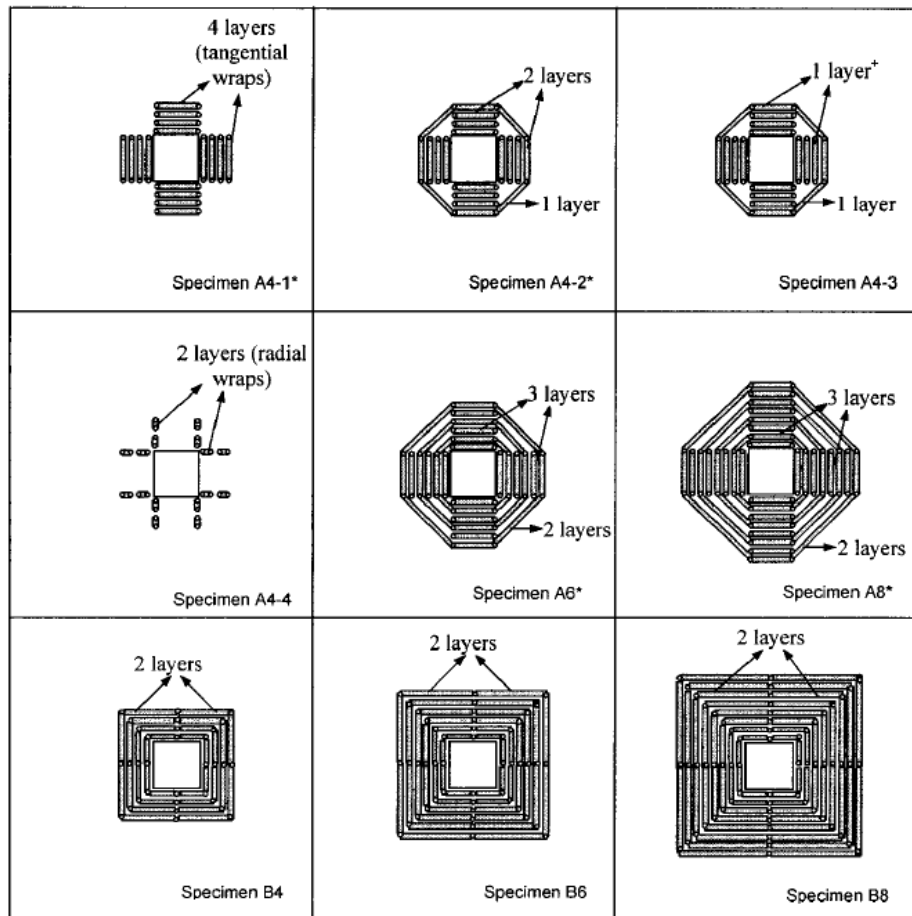 4 layers
(tangential
wraps)
Specimen A4-1*
2 layers
1 layer
Specimen A4-2*
1 layer⁺
1 layer
Specimen A4-3
2 layers (radial
wraps)
Specimen A4-4
3 layers
2 layers
Specimen A6*
3 layers
2 layers
Specimen A8*
2 layers
Specimen B4
2 layers
Specimen B6
2 layers
Specimen B8